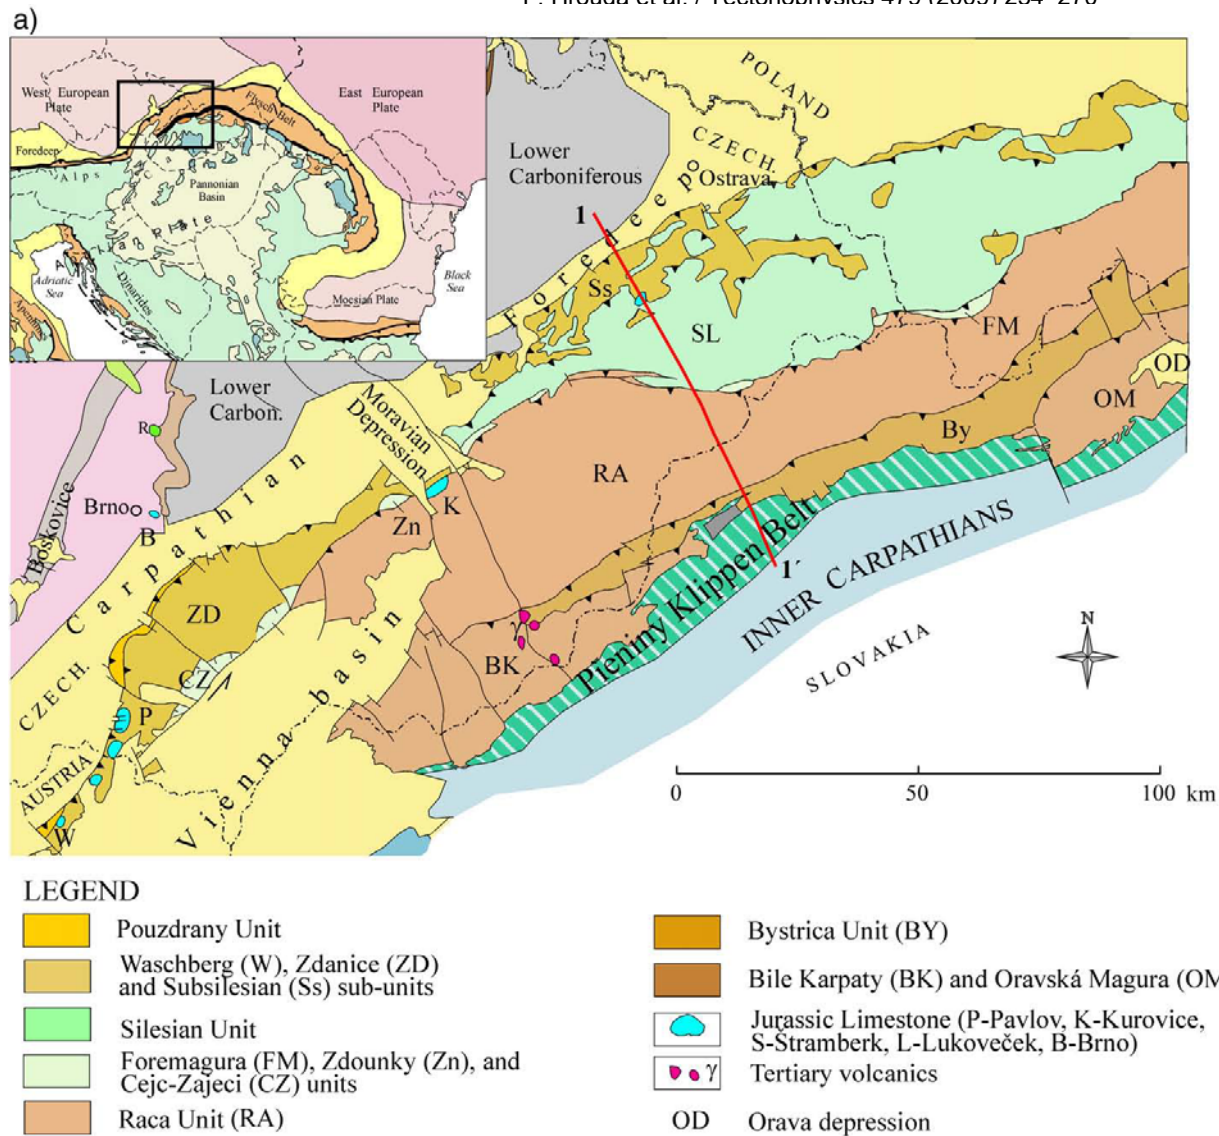 a)
West European
Plate
East European
Plate
Flysch Belt
Foredeep
Alps
Pannonian
Basin
Adriatic
Sea
Dinarides
Moesian Plate
Black
Sea
Apennines
POLAND
CZECH.
Ostrava
Lower
Carboniferous
1
Foredeep
Ss
SL
FM
OD
OM
By
RA
Lower
Carbon.
Moravian
Depression
R
Brno
B
Boskovice
K
Zn
Carpathian
ZD
CZ
P
CZECH.
AUSTRIA
W
Vienna basin
γ
BK
Pieniny Klippen Belt
1´
INNER CARPATHIANS
SLOVAKIA
N
0 50 100 km
LEGEND
Pouzdrany Unit
Waschberg (W), Zdanice (ZD)
and Subsilesian (Ss) sub-units
Silesian Unit
Foremagura (FM), Zdounky (Zn), and
Cejc-Zajeci (CZ) units
Raca Unit (RA)
Bystrica Unit (BY)
Bile Karpaty (BK) and Oravská Magura (OM
Jurassic Limestone (P-Pavlov, K-Kurovice,
S-Štramberk, L-Lukoveček, B-Brno)
γ Tertiary volcanics
OD Orava depression